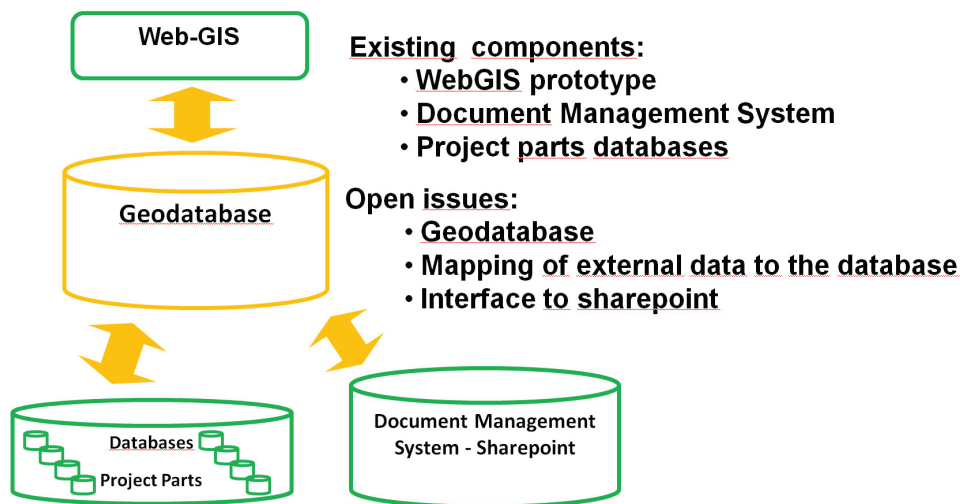 Web-GIS
Existing components:
• WebGIS prototype
• Document Management System
• Project parts databases
Geodatabase
Open issues:
• Geodatabase
• Mapping of external data to the database
• Interface to sharepoint
Databases
Project Parts
Document Management
System - Sharepoint